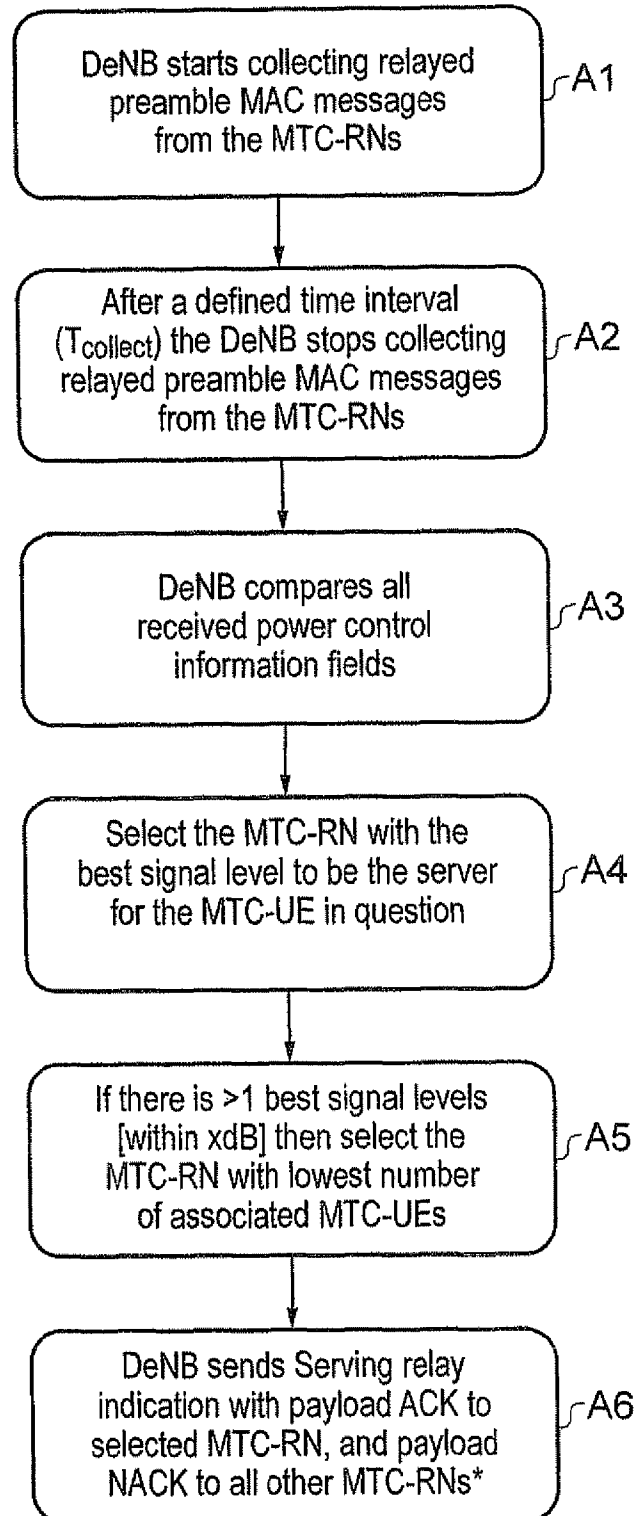 DeNB starts collecting relayed
preamble MAC messages
from the MTC-RNs
A1
After a defined time interval
(Tcollect) the DeNB stops collecting
relayed preamble MAC messages
from the MTC-RNs
A2
DeNB compares all
received power control
information fields
A3
Select the MTC-RN with the
best signal level to be the server
for the MTC-UE in question
A4
If there is >1 best signal levels
[within xdB] then select the
MTC-RN with lowest number
of associated MTC-UEs
A5
DeNB sends Serving relay
indication with payload ACK to
selected MTC-RN, and payload
NACK to all other MTC-RNs*
A6